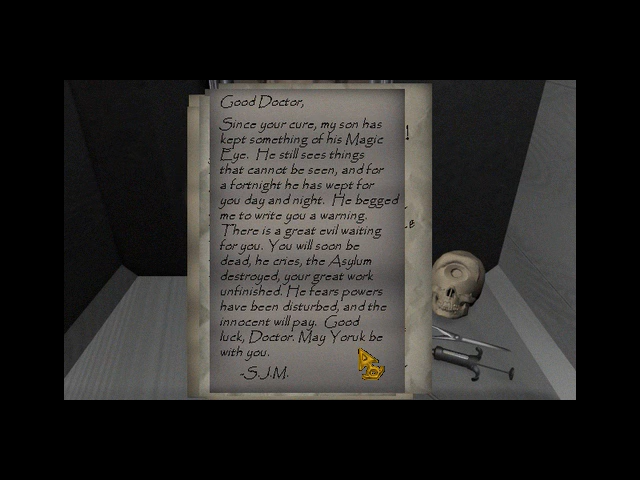 Good Doctor,
Since your cure, my son has
kept something of his Magic
Eye. He still sees things
that cannot be seen, and for
a fortnight he has wept for
you day and night. He begged
me to write you a warning.
There is a great evil waiting
for you. You will soon be
dead, he cries, the Asylum
destroyed, your great work
unfinished. He fears powers
have been disturbed, and the
innocent will pay. Good
luck, Doctor. May Yoruk be
with you.
-S.J.M.